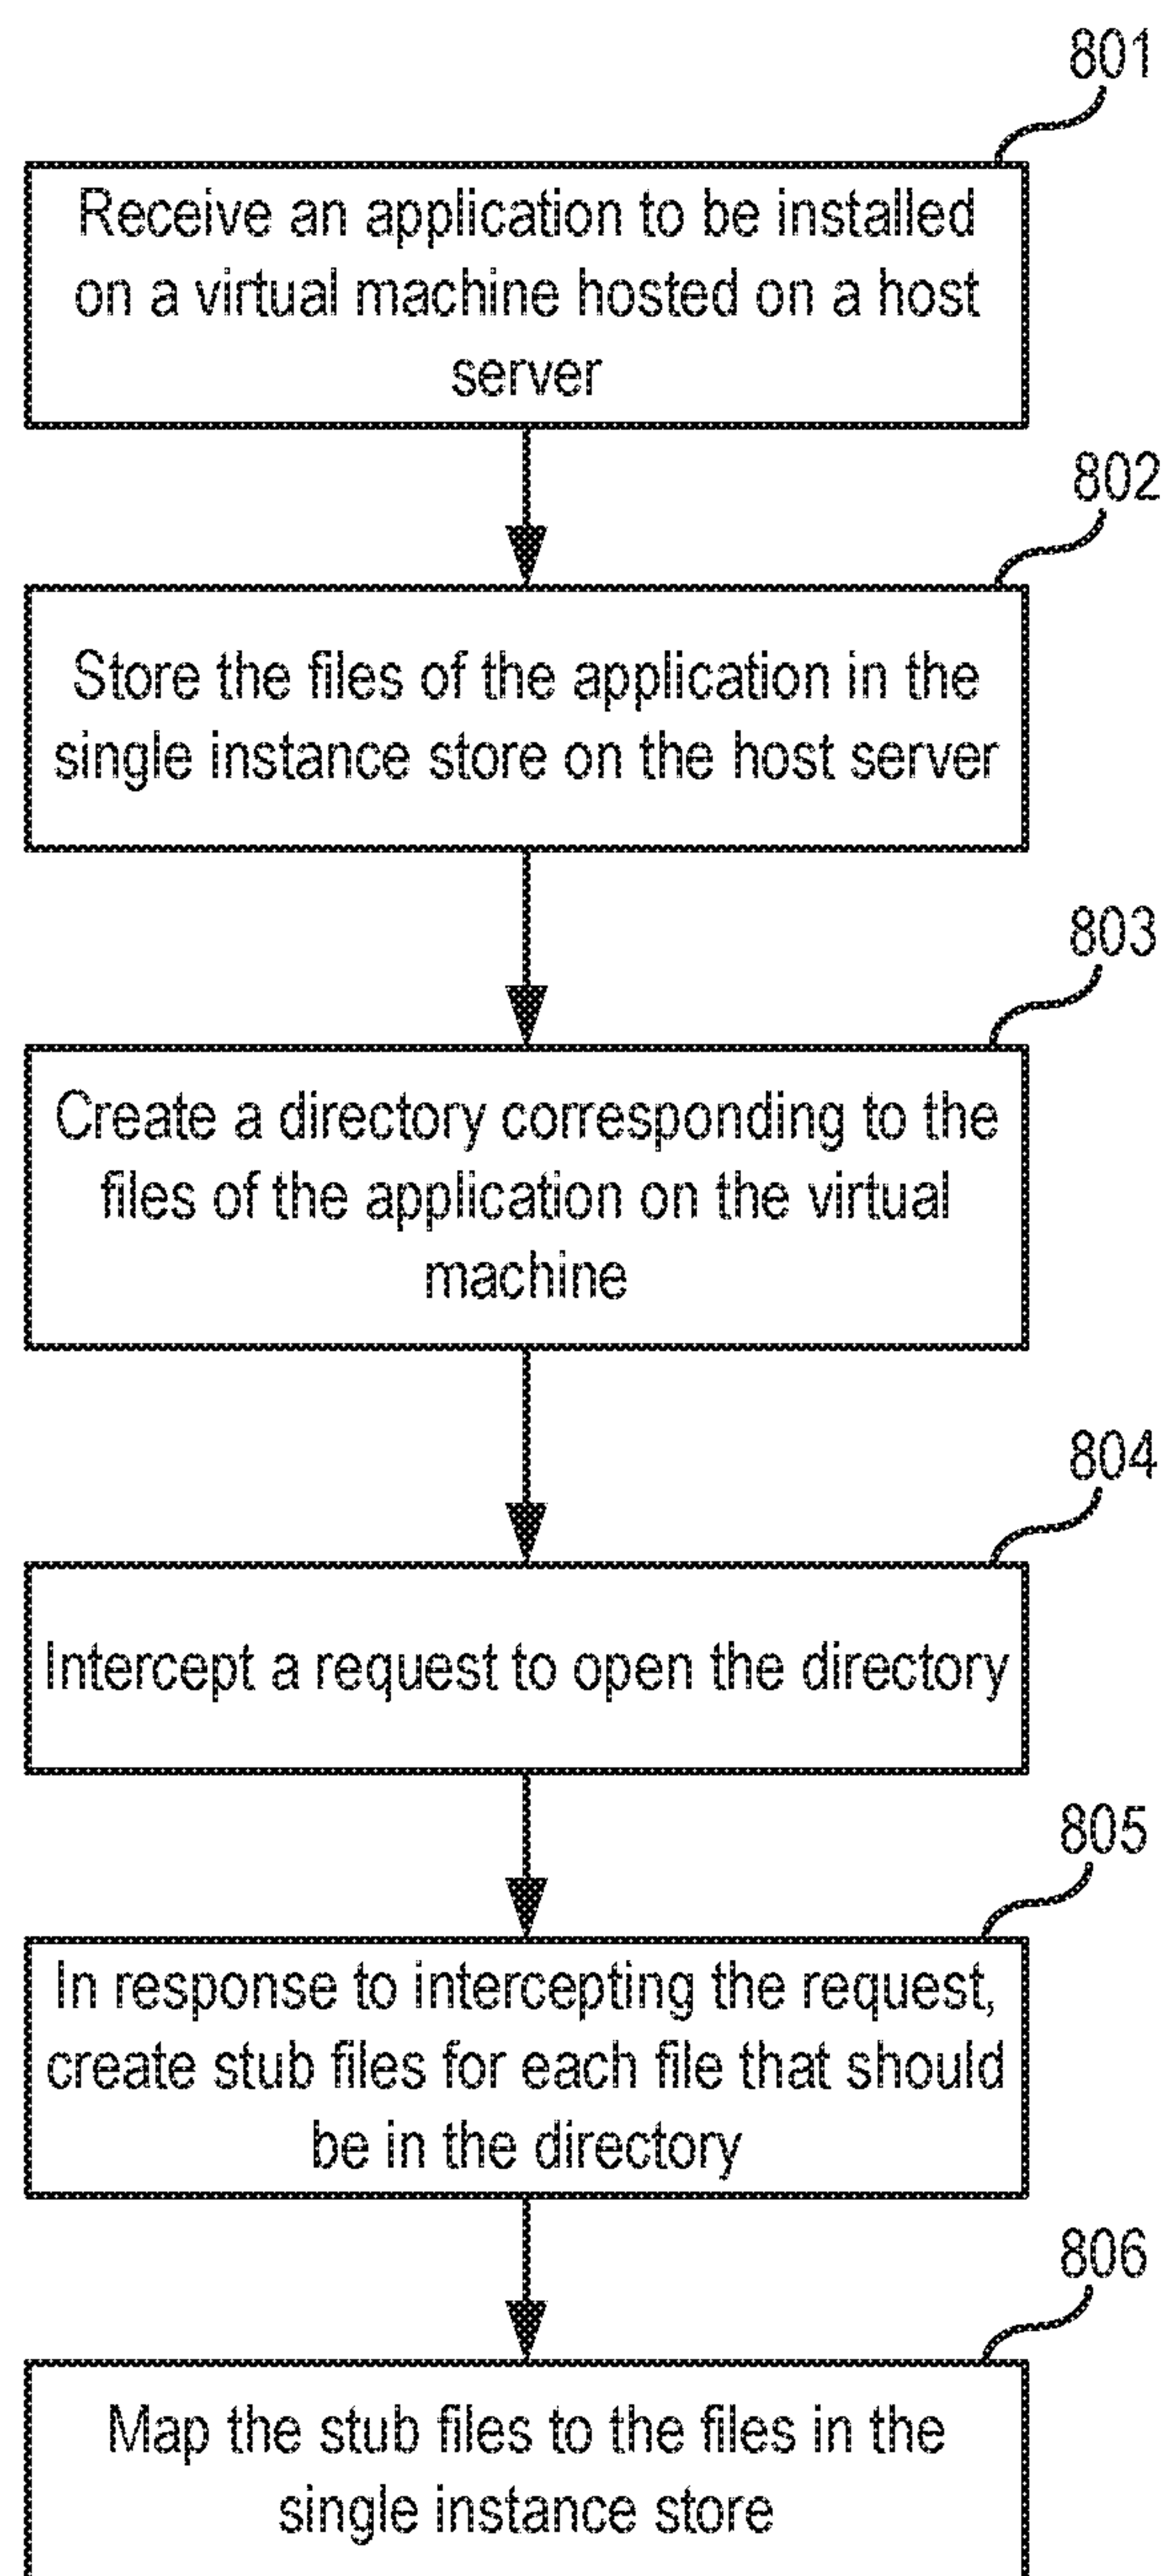 801
Receive an application to be installed
on a virtual machine hosted on a host
server
802
Store the files of the application in the
single instance store on the host server
803
Create a directory corresponding to the
files of the application on the virtual
machine
804
Intercept a request to open the directory
805
In response to intercepting the request,
create stub files for each file that should
be in the directory
806
Map the stub files to the files in the
single instance store